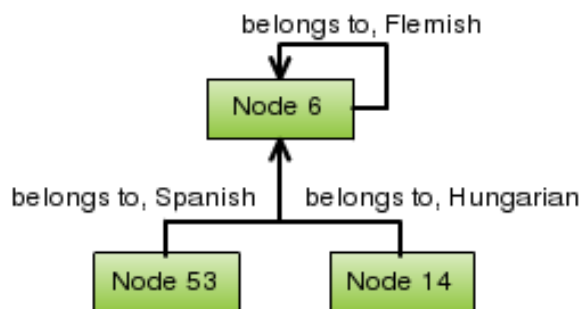 belongs to, Flemish
Node 6
belongs to, Spanish
belongs to, Hungarian
Node 53
Node 14